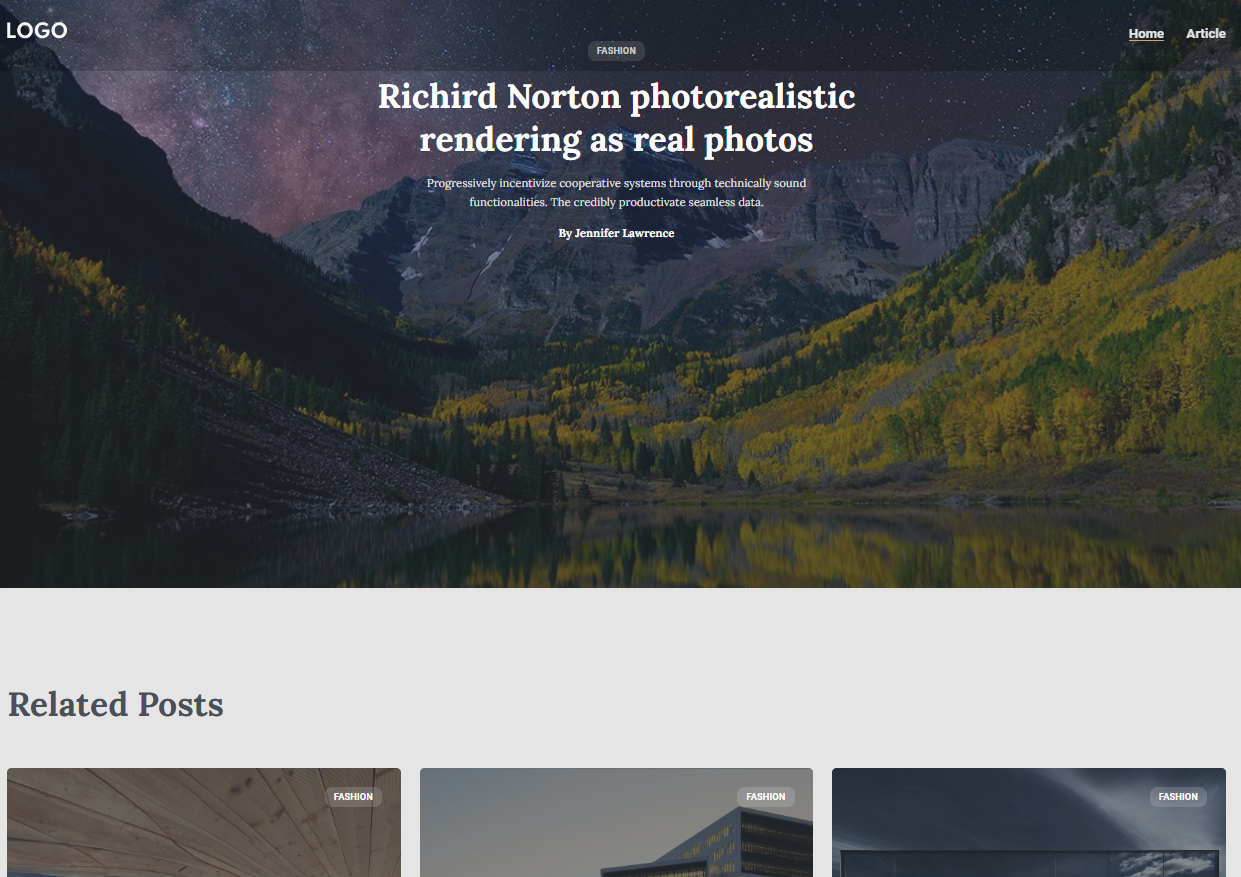 LOGO
Home
Article
FASHION
Richird Norton photorealistic
rendering as real photos
Progressively incentivize cooperative systems through technically sound
functionalities. The credibly productivate seamless data.
By Jennifer Lawrence
Related Posts
FASHION
FASHION
FASHION